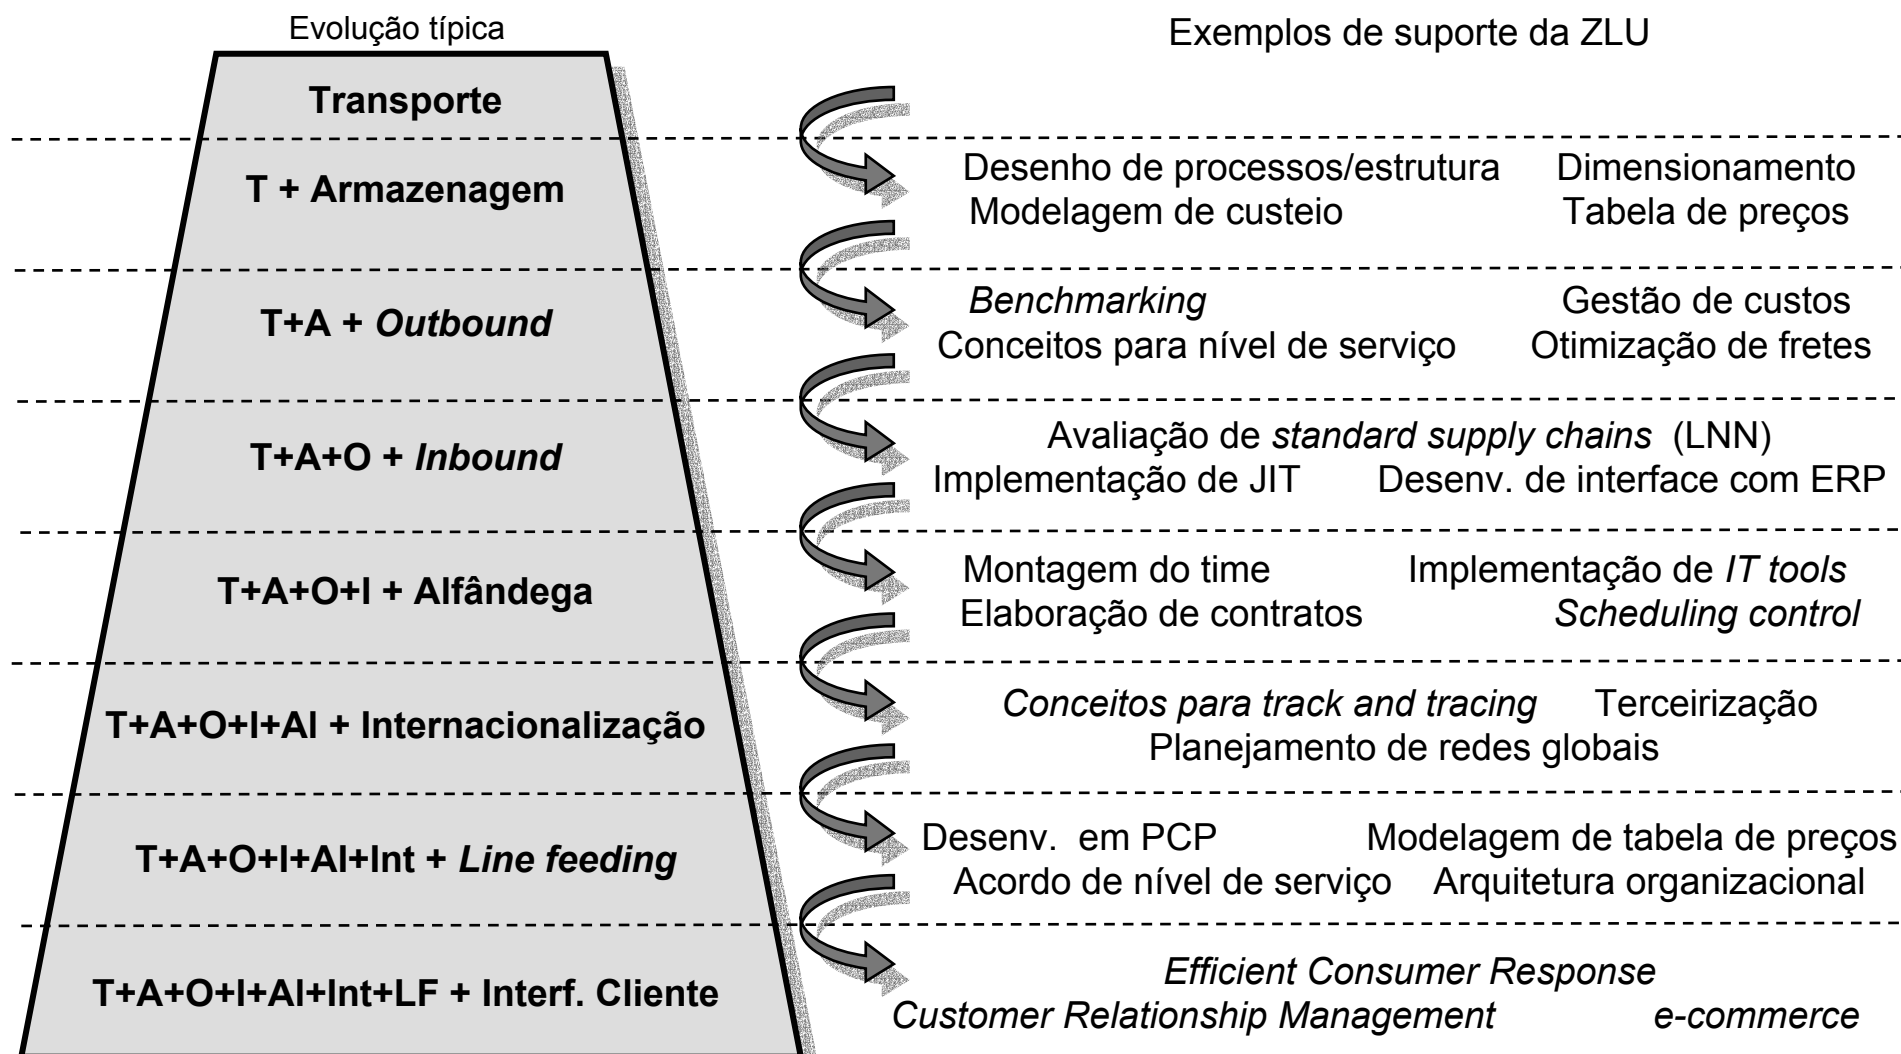 Evolução típica
Exemplos de suporte da ZLU
Transporte
T + Armazenagem
Desenho de processos/estrutura Dimensionamento
Modelagem de custeio Tabela de preços
T+A + Outbound
Benchmarking Gestão de custos
Conceitos para nível de serviço Otimização de fretes
T+A+O + Inbound
Avaliação de standard supply chains (LNN)
Implementação de JIT Desenv. de interface com ERP
T+A+O+I + Alfândega
Montagem do time Implementação de IT tools
Elaboração de contratos Scheduling control
T+A+O+I+Al + Internacionalização
Conceitos para track and tracing Terceirização
Planejamento de redes globais
T+A+O+I+Al+Int + Line feeding
Desenv. em PCP Modelagem de tabela de preços
Acordo de nível de serviço Arquitetura organizacional
T+A+O+I+Al+Int+LF + Interf. Cliente
Efficient Consumer Response
Customer Relationship Management e-commerce